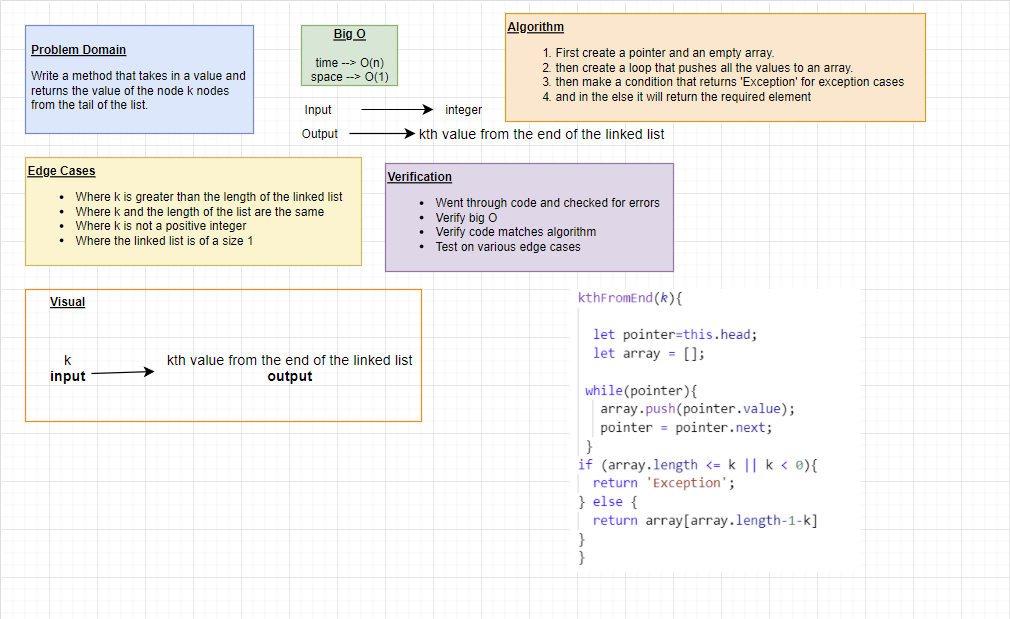 Problem Domain
Write a method that takes in a value and
returns the value of the node k nodes
from the tail of the list.
Big O
time --> O(n)
space --> O(1)
Input integer
Output kth value from the end of the linked list
Algorithm
1. First create a pointer and an empty array.
2. then create a loop that pushes all the values to an array.
3. then make a condition that returns 'Exception' for exception cases
4. and in the else it will return the required element
Edge Cases
• Where k is greater than the length of the linked list
• Where k and the length of the list are the same
• Where k is not a positive integer
• Where the linked list is of a size 1
Verification
• Went through code and checked for errors
• Verify big O
• Verify code matches algorithm
• Test on various edge cases
Visual
k
input
kth value from the end of the linked list
output
kthFromEnd(k){
let pointer=this.head;
let array = [];
while(pointer){
array.push(pointer.value);
pointer = pointer.next;
}
if (array.length <= k || k < 0){
return 'Exception';
} else {
return array[array.length-1-k]
}
}